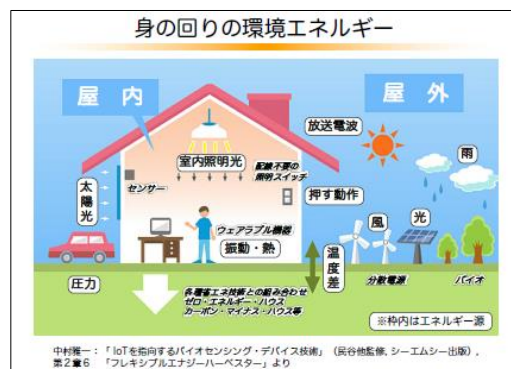 身の回りの環境エネルギー
屋 内
屋 外
放送電波
雨
室内照明光
配線不要の
照明スイッチ
太陽光
センサー
押す動作
風
光
ウェアラブル機器
振動・熱
温度差
圧力
分散電源
バイオ
各種省エネ技術との組み合わせ
ゼロ・エネルギー・ハウス
カーボン・マイナス・ハウス等
※枠内はエネルギー源
中村雅一：「 IoTを指向するバイオセンシング・デバイス技術」（民谷他監修, シーエムシー出版）,
第２章６ 「フレキシブルエナジーハーベスター」より